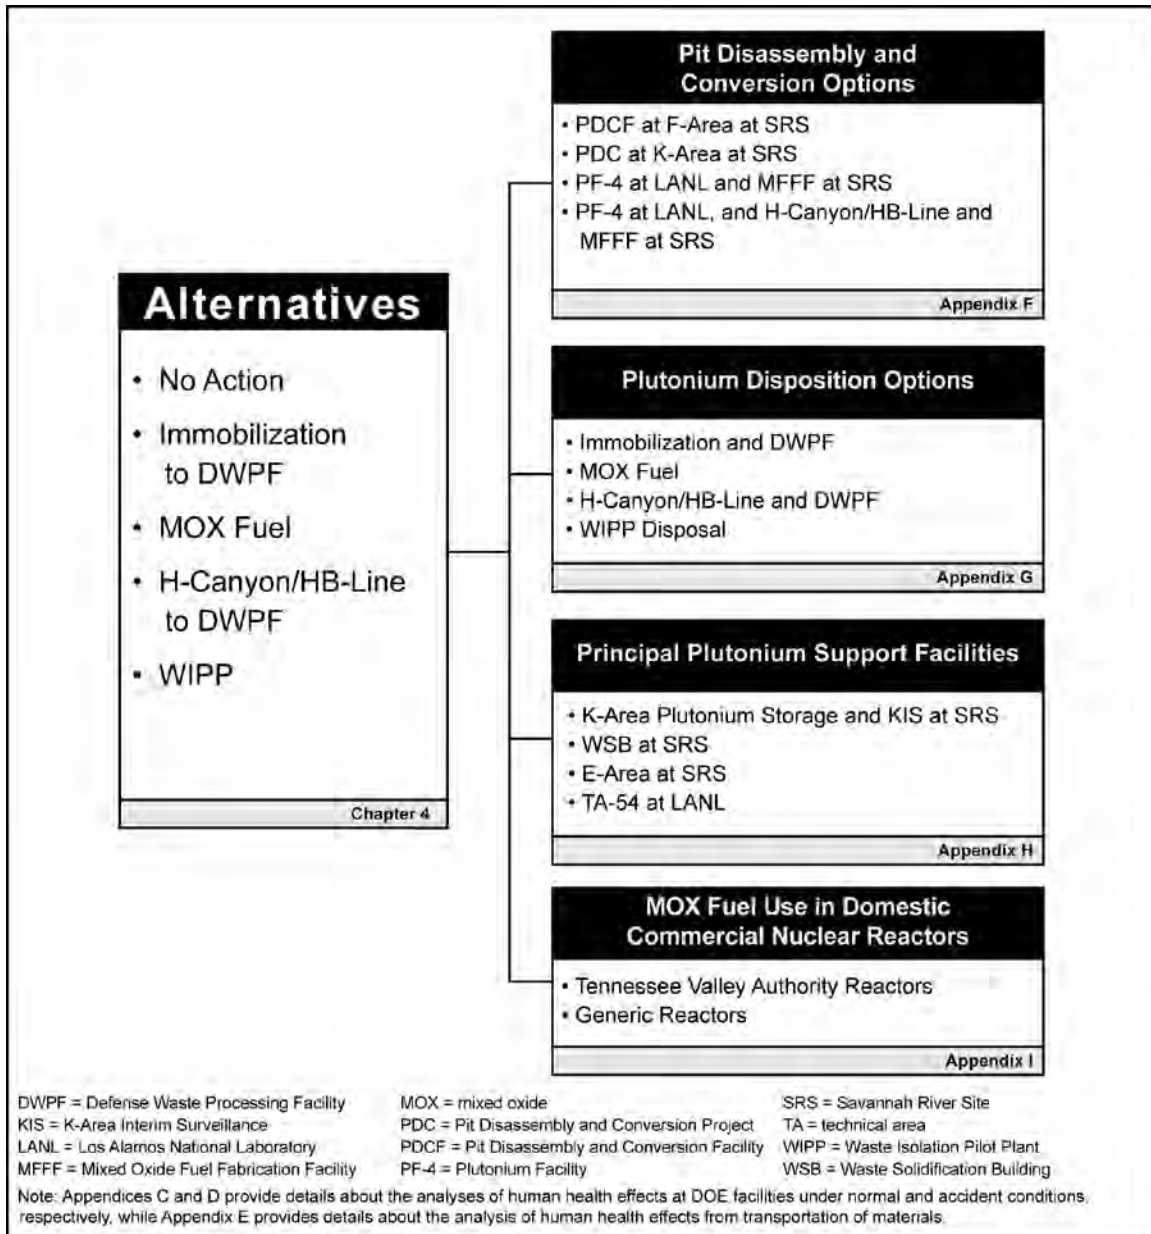 Alternatives
• No Action
• Immobilization
to DWPF
• MOX Fuel
• H-Canyon/HB-Line
to DWPF
• WIPP
Chapter 4
Pit Disassembly and
Conversion Options
• PDCF at F-Area at SRS
• PDC at K-Area at SRS
• PF-4 at LANL and MFFF at SRS
• PF-4 at LANL, and H-Canyon/HB-Line and
MFFF at SRS
Appendix F
Plutonium Disposition Options
• Immobilization and DWPF
• MOX Fuel
• H-Canyon/HB-Line and DWPF
• WIPP Disposal
Appendix G
Principal Plutonium Support Facilities
• K-Area Plutonium Storage and KIS at SRS
• WSB at SRS
• E-Area at SRS
• TA-54 at LANL
Appendix H
MOX Fuel Use in Domestic
Commercial Nuclear Reactors
• Tennessee Valley Authority Reactors
• Generic Reactors
Appendix I
DWPF = Defense Waste Processing Facility
KIS = K-Area Interim Surveillance
LANL = Los Alamos National Laboratory
MFFF = Mixed Oxide Fuel Fabrication Facility
MOX = mixed oxide
PDC = Pit Disassembly and Conversion Project
PDCF = Pit Disassembly and Conversion Facility
PF-4 = Plutonium Facility
SRS = Savannah River Site
TA = technical area
WIPP = Waste Isolation Pilot Plant
WSB = Waste Solidification Building
Note: Appendices C and D provide details about the analyses of human health effects at DOE facilities under normal and accident conditions,
respectively, while Appendix E provides details about the analysis of human health effects from transportation of materials.